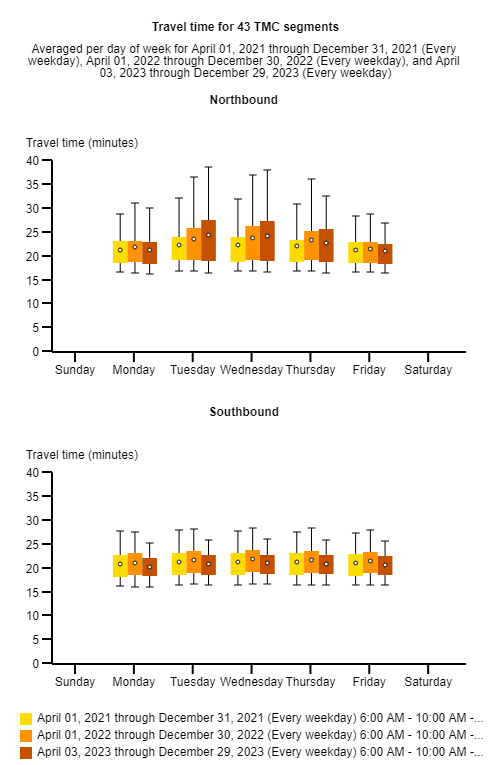 Travel time for 43 TMC segments
Averaged per day of week for April 01, 2021 through December 31, 2021 (Every
weekday), April 01, 2022 through December 30, 2022 (Every weekday), and April
03, 2023 through December 29, 2023 (Every weekday)
Northbound
Travel time (minutes)
40
35
30
25
20
15
10
5
0
Sunday Monday Tuesday Wednesday Thursday Friday Saturday
Southbound
Travel time (minutes)
40
35
30
25
20
15
10
5
0
Sunday Monday Tuesday Wednesday Thursday Friday Saturday
April 01, 2021 through December 31, 2021 (Every weekday) 6:00 AM - 10:00 AM -...
April 01, 2022 through December 30, 2022 (Every weekday) 6:00 AM - 10:00 AM -...
April 03, 2023 through December 29, 2023 (Every weekday) 6:00 AM - 10:00 AM -...